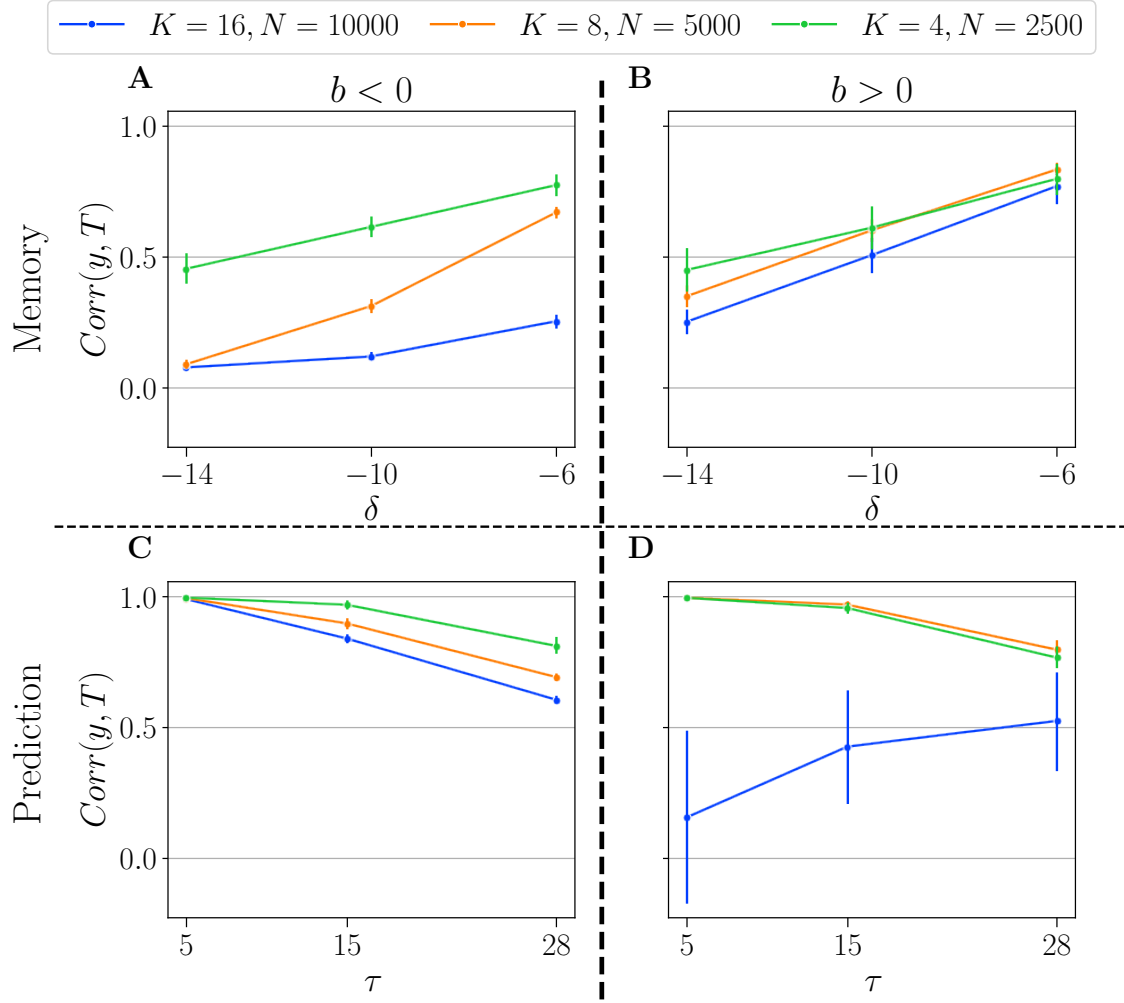 K = 16, N = 10000 K = 8, N = 5000 K = 4, N = 2500
A B
b < 0 b > 0
Memory
Corr(y, T)
1.0
0.5
0.0
−14 −10 −6 −14 −10 −6
δ δ
C D
Prediction
Corr(y, T)
1.0
0.5
0.0
5 15 28 5 15 28
τ τ